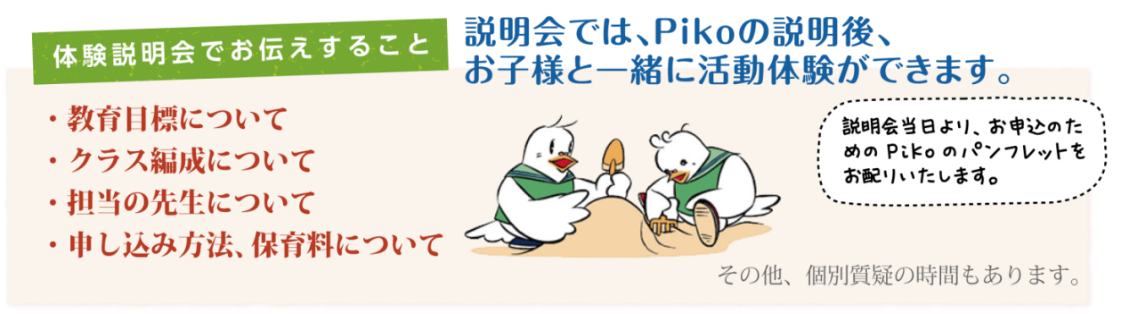 体験説明会でお伝えすること
説明会では、Pikoの説明後、
お子様と一緒に活動体験ができます。
・教育目標について
・クラス編成について
・担当の先生について
・申し込み方法、保育料について
説明会当日より、お申込のた
めのPikoのパンフレットを
お配りいたします。
その他、個別質疑の時間もあります。